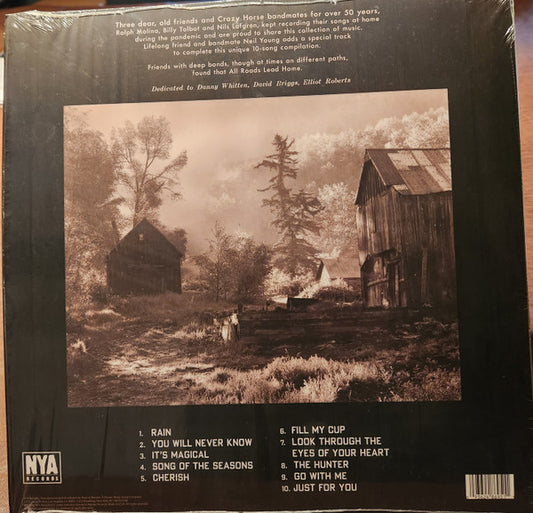 Three dear, old friends and Crazy Horse bandmates for over 50 years,
Ralph Molina, Billy Talbot and Nils Lofgren, kept recording their songs at home
during the pandemic and are proud to share this collection of music.
Lifelong friend and bandmate Neil Young adds a special track
to complete this unique 10-song compilation.
Friends with deep bonds, though at times on different paths,
found that All Roads Lead Home.
Dedicated to Danny Whitten, David Briggs, Elliot Roberts
1. RAIN
2. YOU WILL NEVER KNOW
3. IT'S MAGICAL
4. SONG OF THE SEASONS
5. CHERISH
6. FILL MY CUP
7. LOOK THROUGH THE
EYES OF YOUR HEART
8. THE HUNTER
9. GO WITH ME
10. JUST FOR YOU
NYA
RECORDS